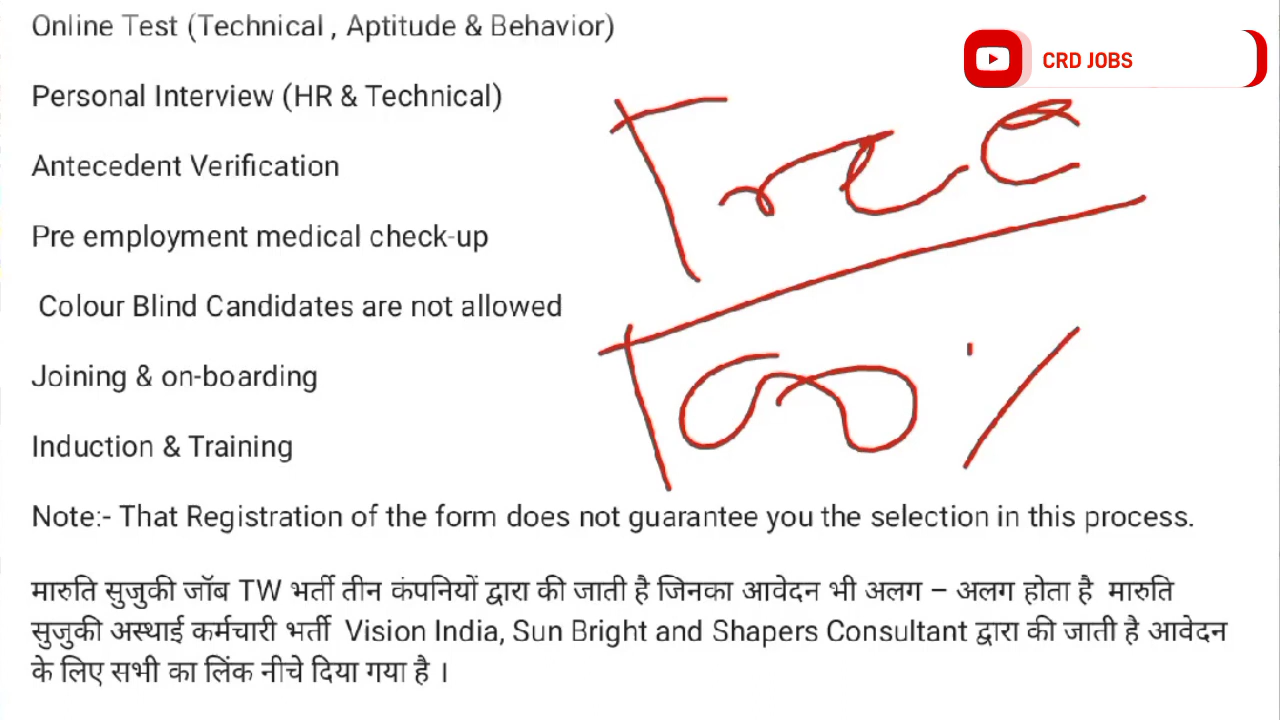 Online Test (Technical , Aptitude & Behavior)
CRD JOBS
Personal Interview (HR & Technical)
Free
Antecedent Verification
Pre employment medical check-up
Colour Blind Candidates are not allowed
100 %
Joining & on-boarding
Induction & Training
Note:- That Registration of the form does not guarantee you the selection in this process.
मारुति सुजुकी जॉब TW भर्ती तीन कंपनियों द्वारा की जाती है जिनका आवेदन भी अलग – अलग होता है मारुति
सुजुकी अस्थाई कर्मचारी भर्ती Vision India, Sun Bright and Shapers Consultant द्वारा की जाती है आवेदन
के लिए सभी का लिंक नीचे दिया गया है ।